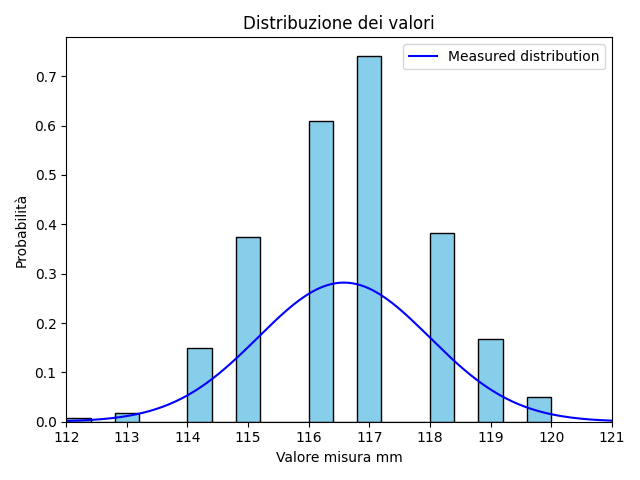 Distribuzione dei valori
Measured distribution
0.7
0.6
0.5
0.4
0.3
0.2
0.1
0.0
Probabilità
112 113 114 115 116 117 118 119 120 121
Valore misura mm